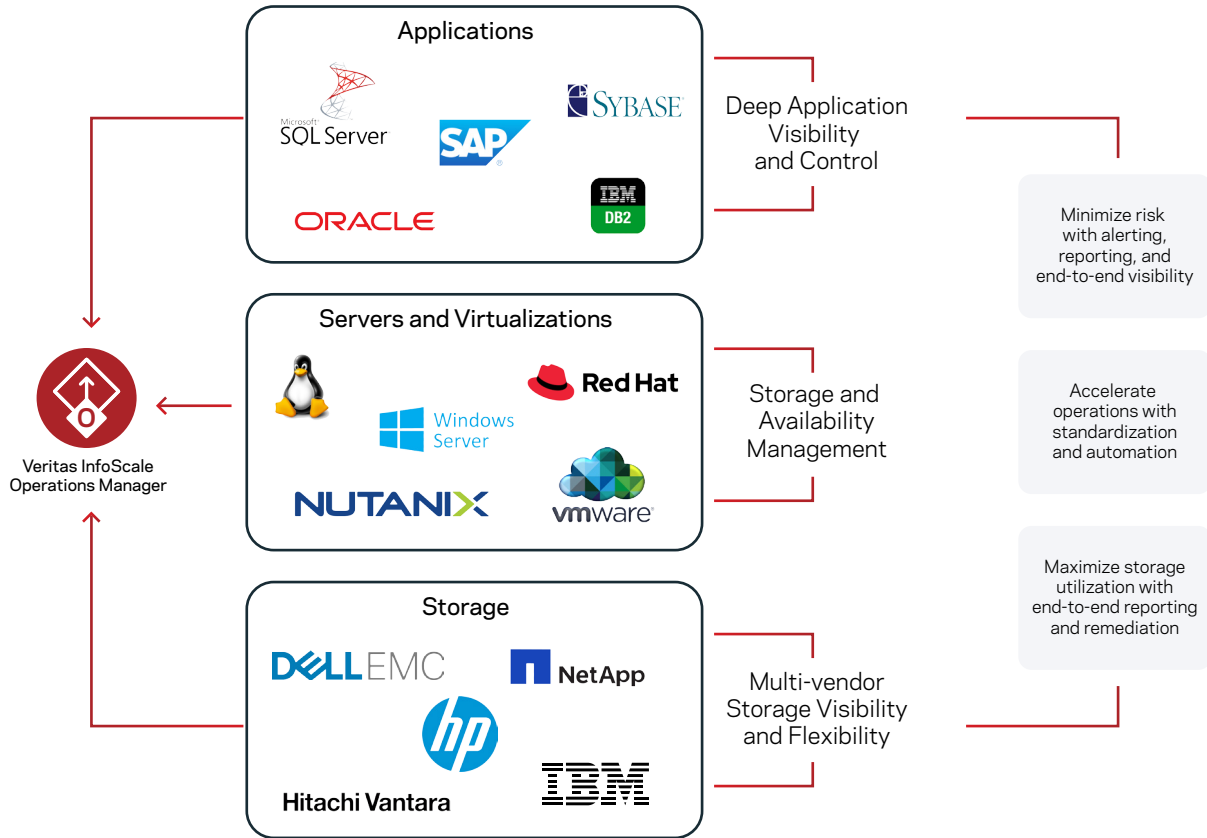 Applications
Microsoft®
SQL Server
SAP®
SYBASE®
ORACLE
IBM
DB2
Deep Application
Visibility
and Control
Servers and Virtualizations
Red Hat
Windows
Server
NUTANIX
vmware®
Storage and
Availability
Management
Storage
DELLEMC
NetApp
hp
Hitachi Vantara
IBM
Multi-vendor
Storage Visibility
and Flexibility
O
Veritas InfoScale
Operations Manager
Minimize risk
with alerting,
reporting, and
end-to-end visibility
Accelerate
operations with
standardization
and automation
Maximize storage
utilization with
end-to-end reporting
and remediation